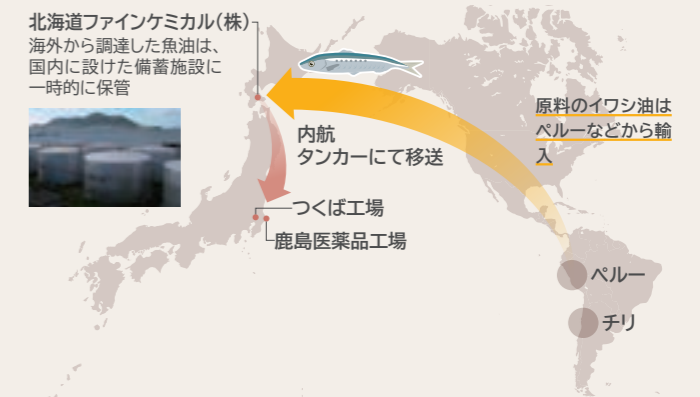 北海道ファインケミカル(株)
海外から調達した魚油は、
国内に設けた備蓄施設に
一時的に保管
原料のイワシ油は
ペルーなどから輸
入
内航
タンカーにて移送
つくば工場
鹿島医薬品工場
ペルー
チリ